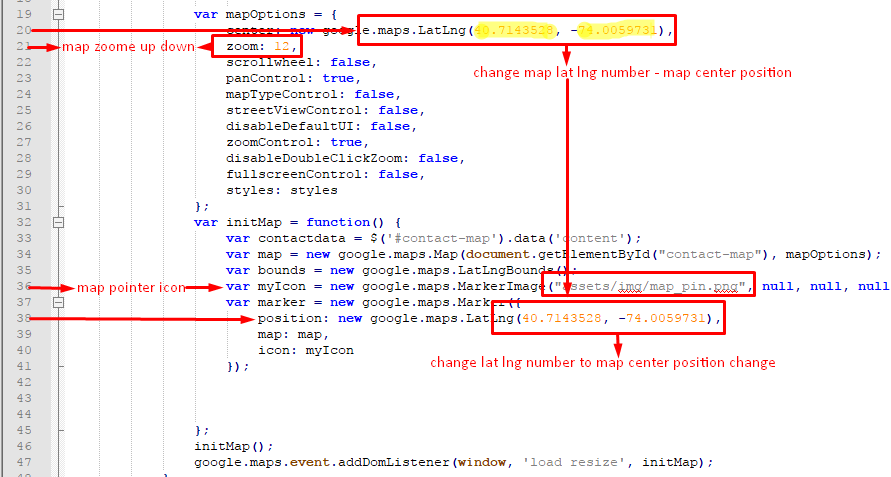 19 var mapOptions = {
20 center: new google.maps.LatLng(40.7143528, -74.0059731),
21 map zoome up down zoom: 12,
22 scrollwheel: false,
23 panControl: true,
change map lat lng number - map center position
24 mapTypeControl: false,
25 streetViewControl: false,
26 disableDefaultUI: false,
27 zoomControl: true,
28 disableDoubleClickZoom: false,
29 fullscreenControl: false,
30 styles: styles
31 };
32 var initMap = function() {
33 var contactdata = $('#contact-map').data('content');
34 var map = new google.maps.Map(document.getElementById("contact-map"), mapOptions);
35 var bounds = new google.maps.LatLngBounds();
36 map pointer icon var myIcon = new google.maps.MarkerImage("assets/img/map_pin.png", null, null, null
37 var marker = new google.maps.Marker({
38 position: new google.maps.LatLng(40.7143528, -74.0059731),
39 map: map,
40 icon: myIcon
change lat lng number to map center position change
41 });
42
43
44
45 };
46 initMap();
47 google.maps.event.addDomListener(window, 'load resize', initMap);
48 }